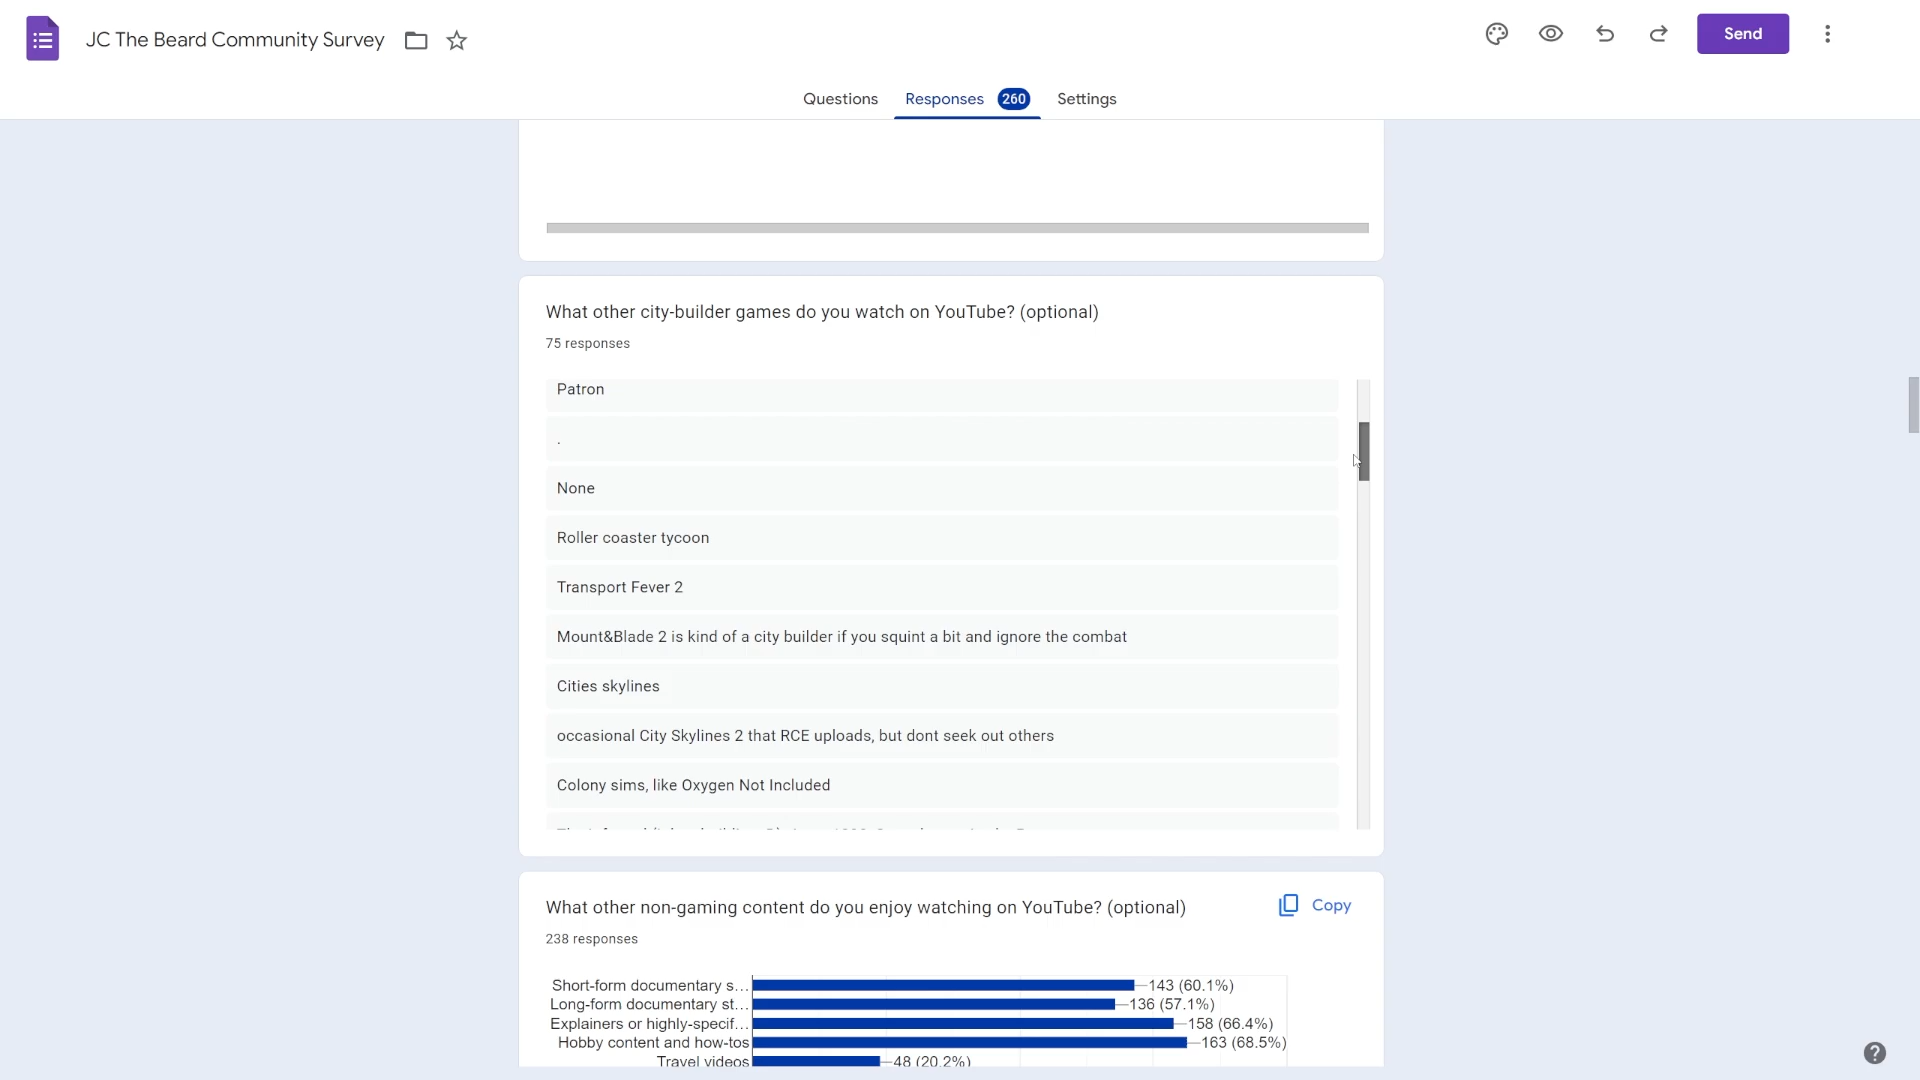 JC The Beard Community Survey
Send
Questions
Responses 260
Settings
What other city-builder games do you watch on YouTube? (optional)
75 responses
Patron
.
None
Roller coaster tycoon
Transport Fever 2
Mount&Blade 2 is kind of a city builder if you squint a bit and ignore the combat
Cities skylines
occasional City Skylines 2 that RCE uploads, but dont seek out others
Colony sims, like Oxygen Not Included
What other non-gaming content do you enjoy watching on YouTube? (optional)
Copy
238 responses
Short-form documentary s... 143 (60.1%)
Long-form documentary st... 136 (57.1%)
Explainers or highly-specif... 158 (66.4%)
Hobby content and how-tos 163 (68.5%)
Travel videos 48 (20.2%)